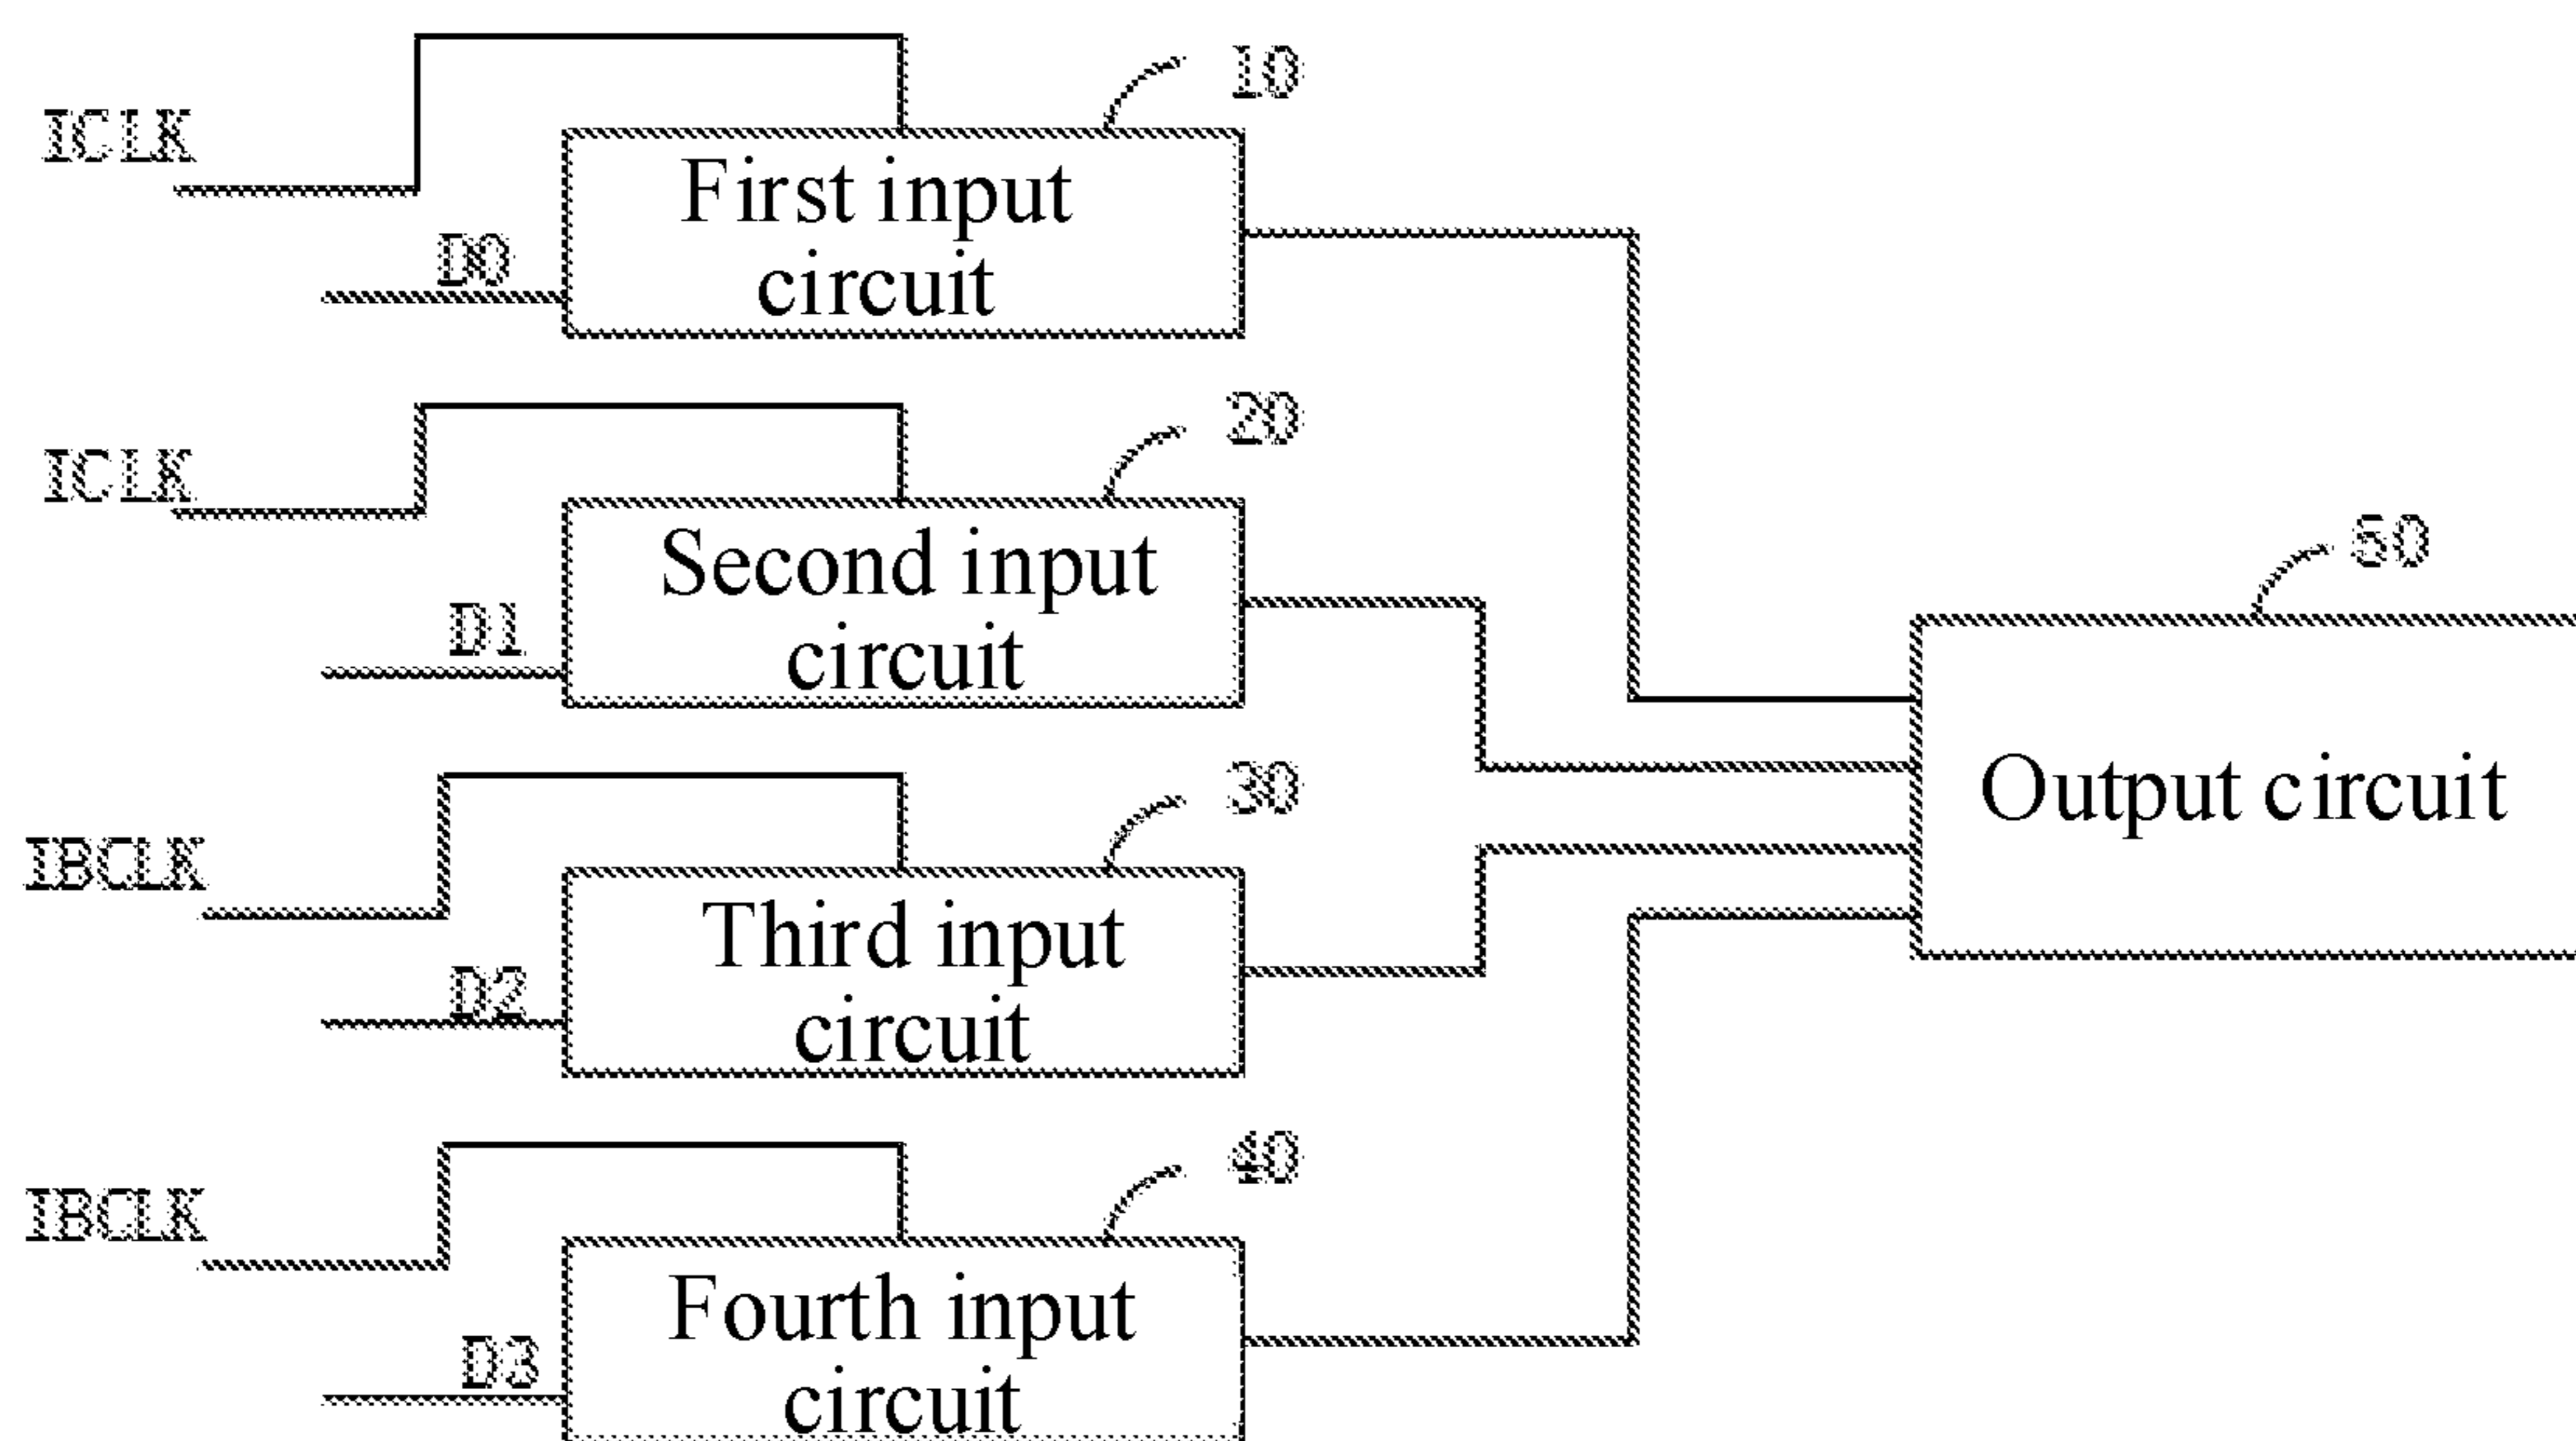 ICLK
10
First input
circuit
D0
ICLK
20
Second input
circuit
D1
50
Output circuit
IBCLK
30
Third input
circuit
D2
IBCLK
40
Fourth input
circuit
D3